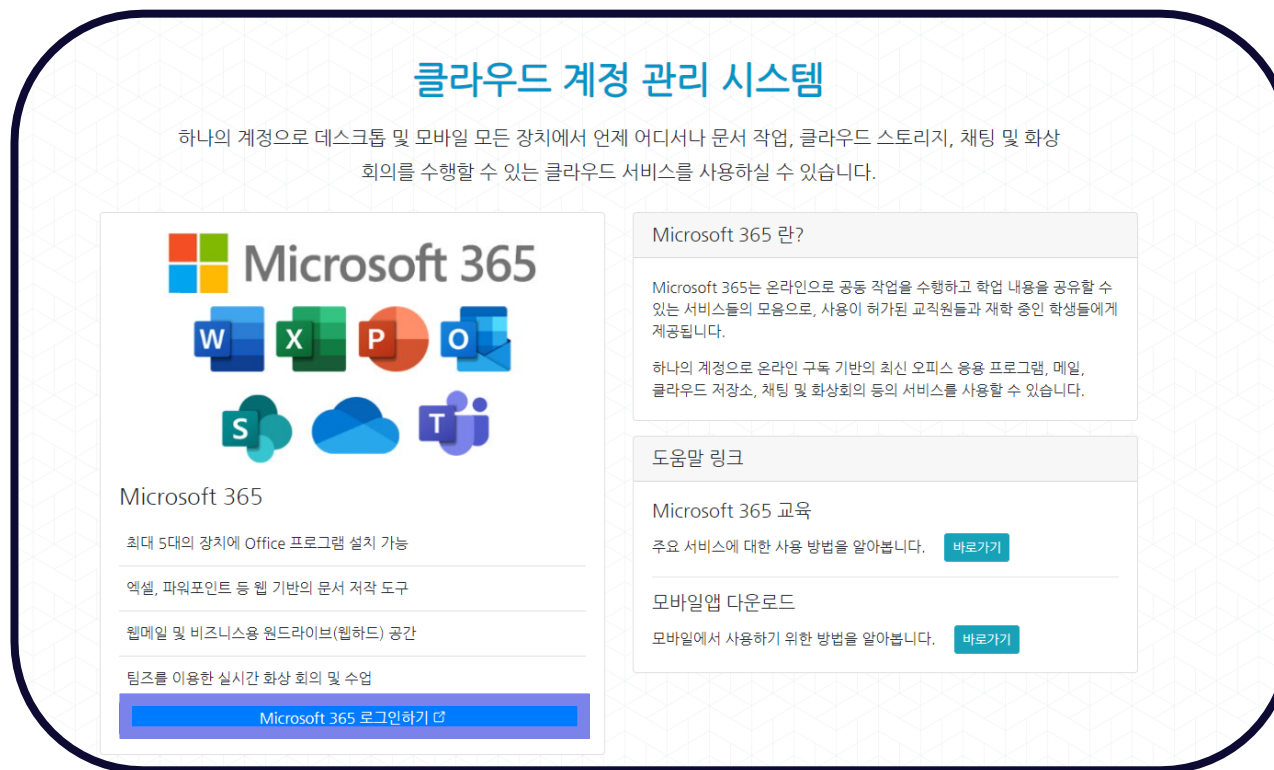 클라우드 계정 관리 시스템
하나의 계정으로 데스크톱 및 모바일 모든 장치에서 언제 어디서나 문서 작업, 클라우드 스토리지, 채팅 및 화상
회의를 수행할 수 있는 클라우드 서비스를 사용하실 수 있습니다.
Microsoft 365
W X P O
S T
Microsoft 365
최대 5대의 장치에 Office 프로그램 설치 가능
엑셀, 파워포인트 등 웹 기반의 문서 저작 도구
웹메일 및 비즈니스용 원드라이브(웹하드) 공간
팀즈를 이용한 실시간 화상 회의 및 수업
Microsoft 365 로그인하기
Microsoft 365 란?
Microsoft 365는 온라인으로 공동 작업을 수행하고 학업 내용을 공유할 수
있는 서비스들의 모음으로, 사용이 허가된 교직원들과 재학 중인 학생들에게
제공됩니다.
하나의 계정으로 온라인 구독 기반의 최신 오피스 응용 프로그램, 메일,
클라우드 저장소, 채팅 및 화상회의 등의 서비스를 사용할 수 있습니다.
도움말 링크
Microsoft 365 교육
주요 서비스에 대한 사용 방법을 알아봅니다. 바로가기
모바일앱 다운로드
모바일에서 사용하기 위한 방법을 알아봅니다. 바로가기